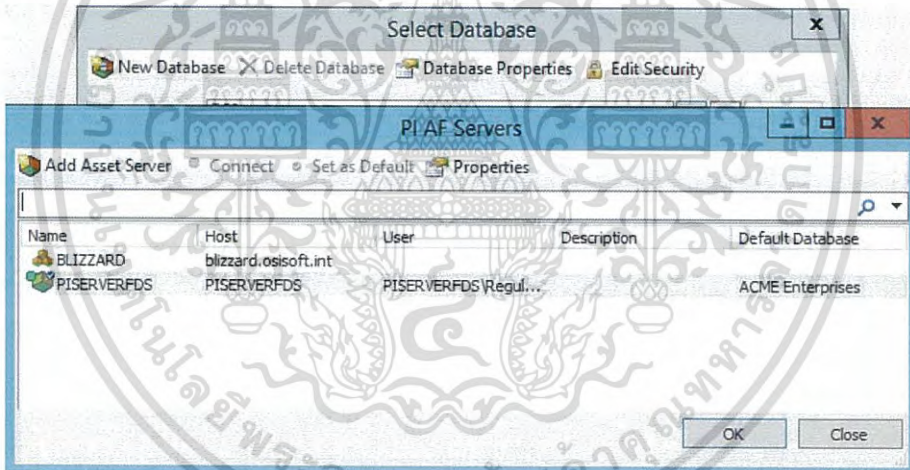 Select Database
x
New Database Delete Database Database Properties Edit Security
PI AF Servers
x
Add Asset Server Connect Set as Default Properties
Name Host User Description Default Database
BLIZZARD blizzard.osisoft.int
PISERVERFDS PISERVERFDS PISERVERFDS\Regul... ACME Enterprises
OK Close